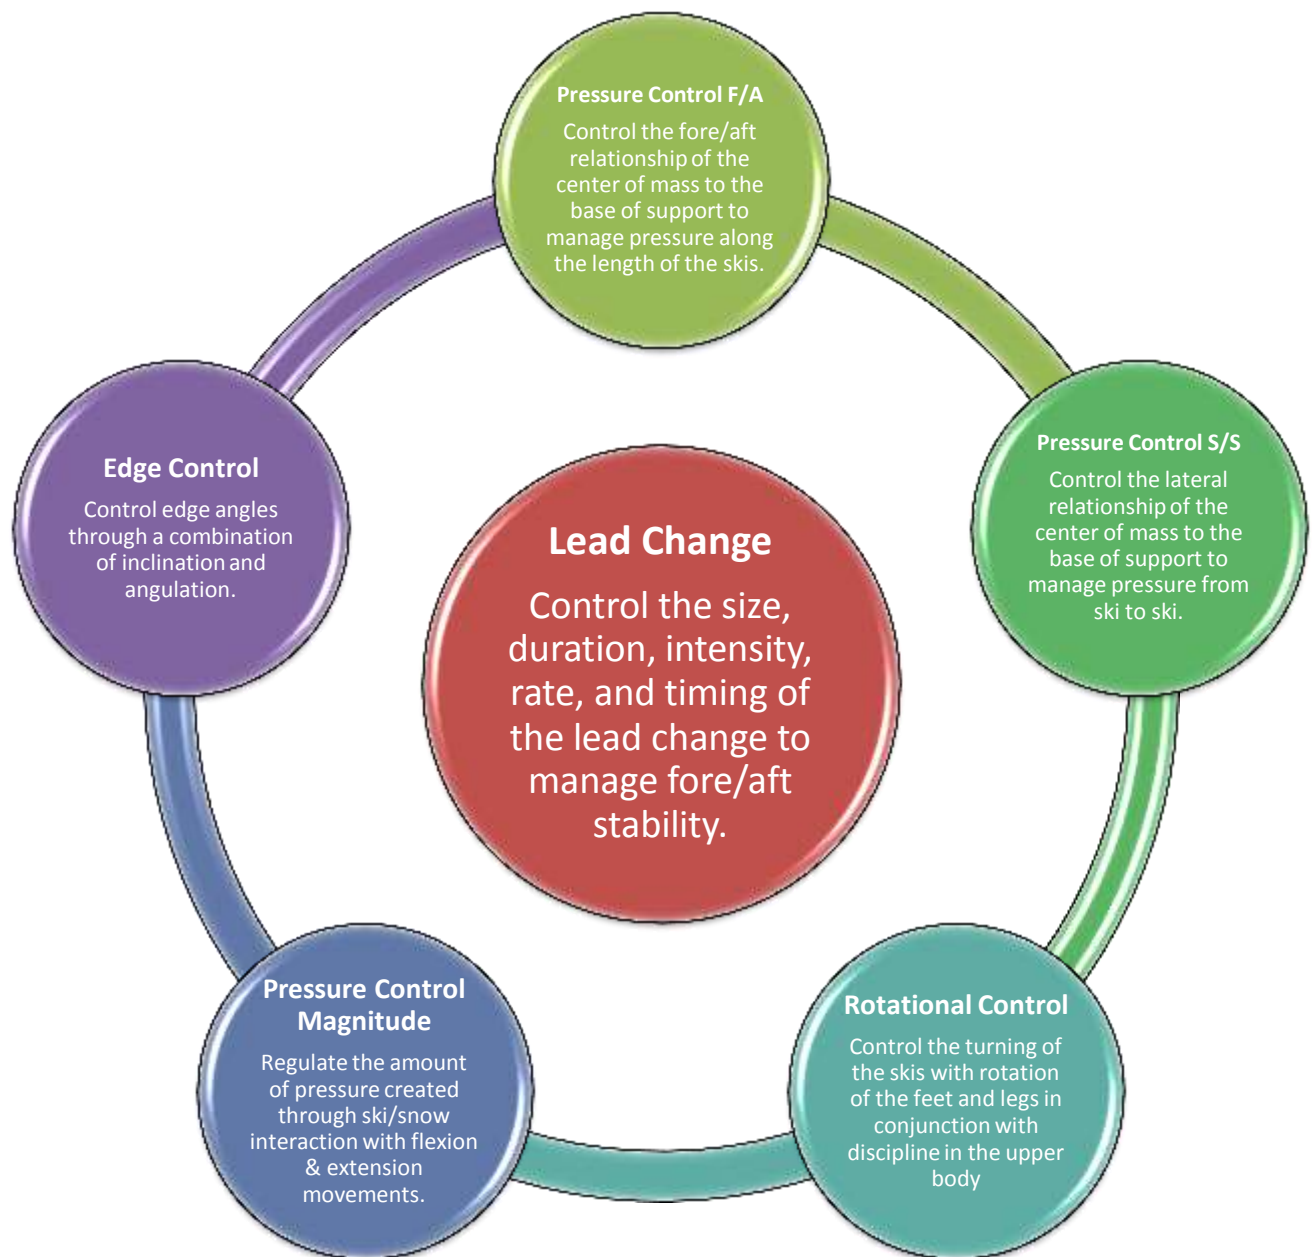 Pressure Control F/A
Control the fore/aft
relationship of the
center of mass to the
base of support to
manage pressure along
the length of the skis.
Pressure Control S/S
Control the lateral
relationship of the
center of mass to the
base of support to
manage pressure from
ski to ski.
Rotational Control
Control the turning of
the skis with rotation
of the feet and legs in
conjunction with
discipline in the upper
body
Pressure Control
Magnitude
Regulate the amount
of pressure created
through ski/snow
interaction with flexion
& extension
movements.
Edge Control
Control edge angles
through a combination
of inclination and
angulation.
Lead Change
Control the size,
duration, intensity,
rate, and timing of
the lead change to
manage fore/aft
stability.